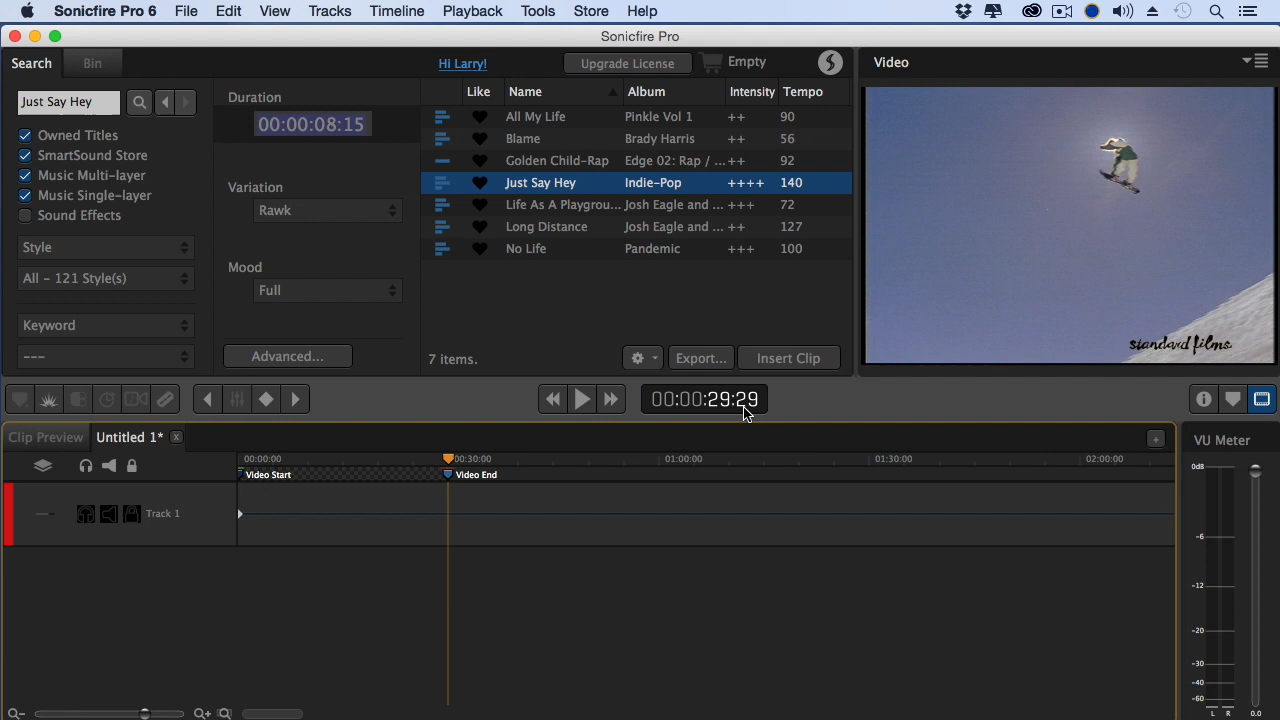 Sonicfire Pro 6 File Edit View Tracks Timeline Playback Tools Store Help
Sonicfire Pro
Search Bin
Hi Larry!
Upgrade License
Empty
Video
Just Say Hey
Owned Titles
SmartSound Store
Music Multi-layer
Music Single-layer
Sound Effects
Style
All - 121 Style(s)
Keyword
---
Duration
00:00:08:15
Variation
Rawk
Mood
Full
Advanced...
Like Name Album Intensity Tempo
All My Life Pinkle Vol 1 ++ 90
Blame Brady Harris ++ 56
Golden Child-Rap Edge 02: Rap / ... ++ 92
Just Say Hey Indie-Pop ++++ 140
Life As A Playgrou... Josh Eagle and ... +++ 72
Long Distance Josh Eagle and ... ++ 127
No Life Pandemic +++ 100
7 items.
Export...
Insert Clip
standard films.
00:00:29:29
Clip Preview Untitled 1* x
+
VU Meter
00:00:00 00:30:00 01:00:00 01:30:00 02:00:00
Video Start Video End
Track 1
0dB
-6
-12
-20
-30
-40
-60
L R 0.0